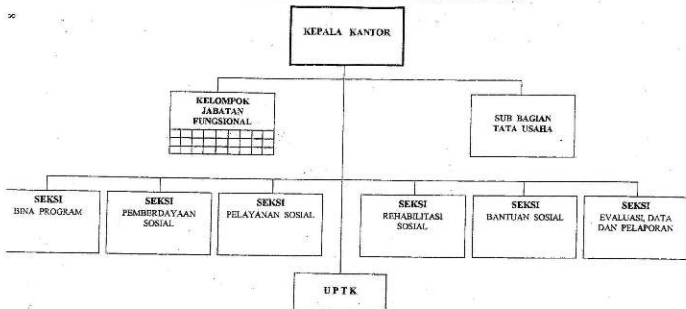 8
KEPALA KANTOR
KELOMPOK
JABATAN
FUNGSIONAL
SUB BAGIAN
TATA USAHA
SEKSI
BINA PROGRAM
SEKSI
PEMBERDAYAAN
SOSIAL
SEKSI
PELAYANAN SOSIAL
SEKSI
REHABILITASI
SOSIAL
SEKSI
BANTUAN SOSIAL
SEKSI
EVALUASI, DATA
DAN PELAPORAN
UPTK